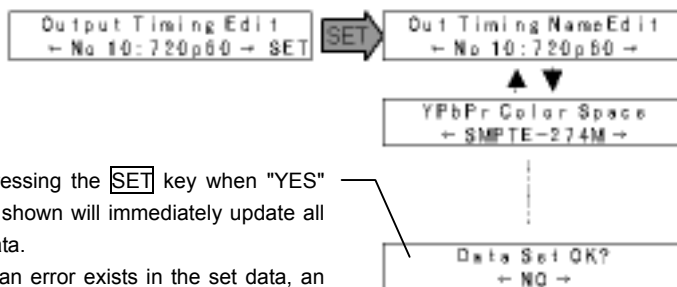 Output Timing Edit
← No 10:720p60 → SET
SET
Out Timing NameEdit
← No 10:720p60 →
YPbPr Color Space
← SMPTE-274M →
essing the SET key when "YES"
shown will immediately update all
ata.
an error exists in the set data, an
Data Set OK?
← NO →